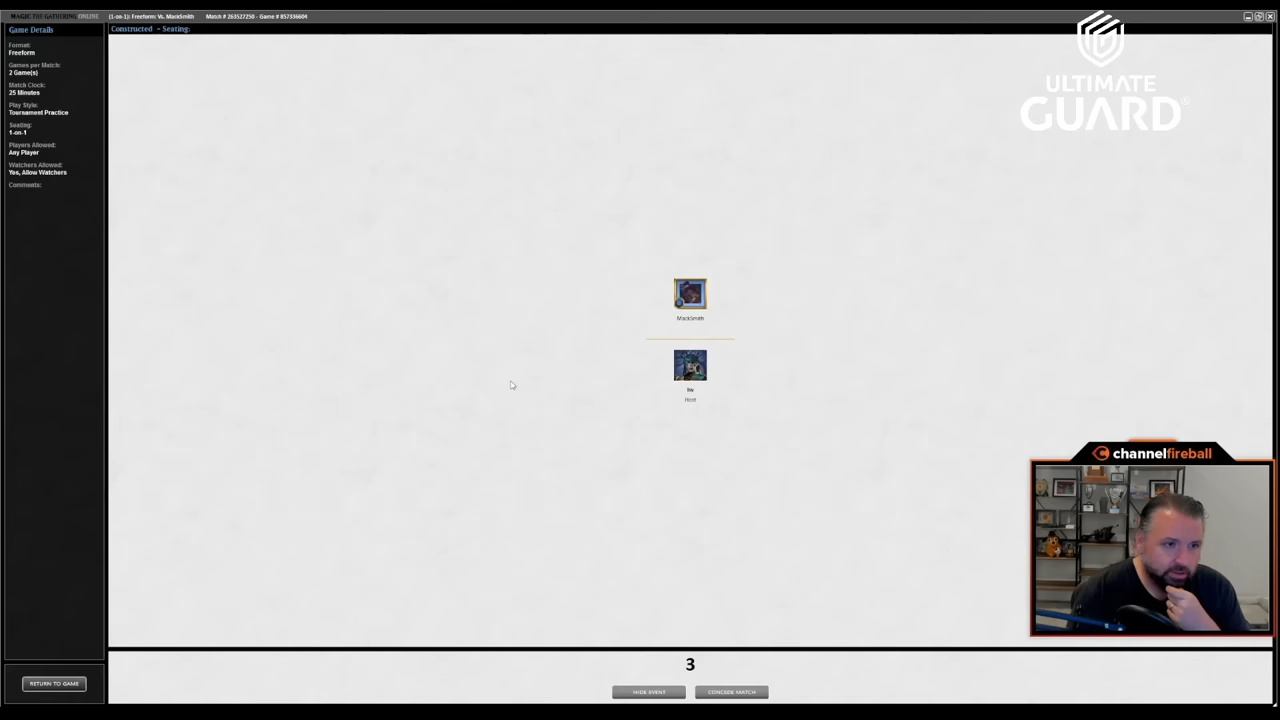 MAGIC: THE GATHERING ONLINE (1-on-1): Freeform: Vs. MackSmith Match # 263527250 - Game # 857336604
Game Details
Constructed - Seating:
Format:
Freeform
Games per Match:
2 Game(s)
Match Clock:
25 Minutes
Play Style:
Tournament Practice
Seating:
1-on-1
Players Allowed:
Any Player
Watchers Allowed:
Yes, Allow Watchers
Comments:
ULTIMATE
GUARD®
MackSmith
Host
channelfireball
3
RETURN TO GAME
HIDE EVENT
CONCEDE MATCH